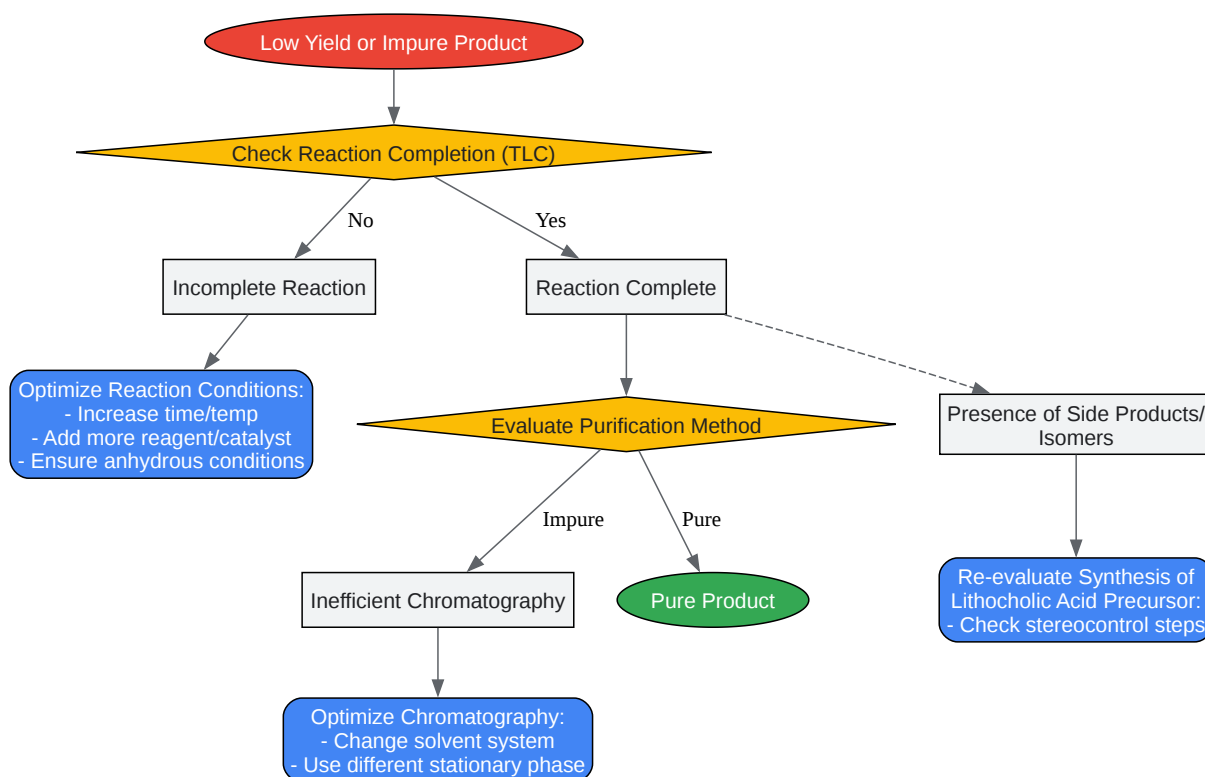 Low Yield or Impure Product
Check Reaction Completion (TLC)
No
Yes
Incomplete Reaction
Reaction Complete
Optimize Reaction Conditions:
- Increase time/temp
- Add more reagent/catalyst
- Ensure anhydrous conditions
Evaluate Purification Method
Presence of Side Products/
Isomers
Impure
Pure
Inefficient Chromatography
Pure Product
Re-evaluate Synthesis of
Lithocholic Acid Precursor:
- Check stereocontrol steps
Optimize Chromatography:
- Change solvent system
- Use different stationary phase